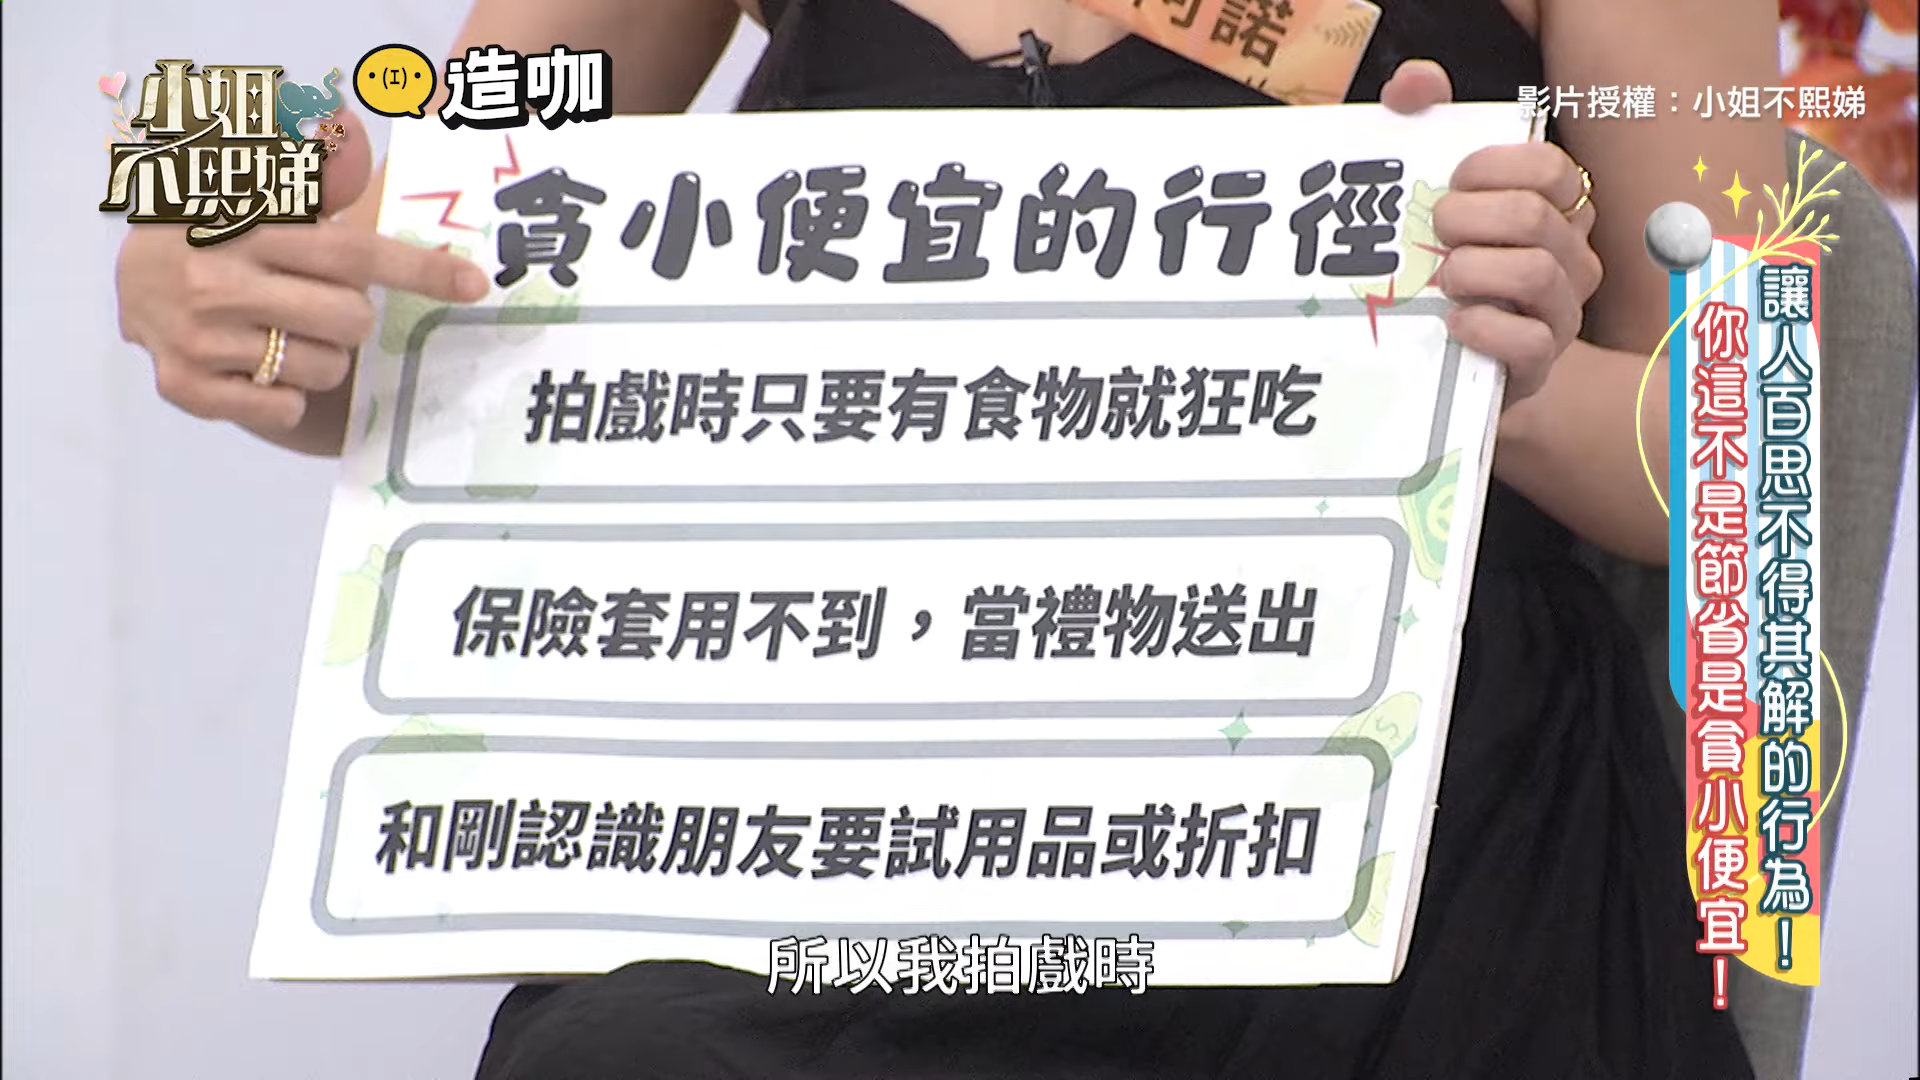 小姐
不熙娣
造咖
諾
影片授權：小姐不熙娣
貪小便宜的行徑
拍戲時只要有食物就狂吃
保險套用不到，當禮物送出
和剛認識朋友要試用品或折扣
讓人百思不得其解的行為！
你這不是節省是貪小便宜！
所以我拍戲時